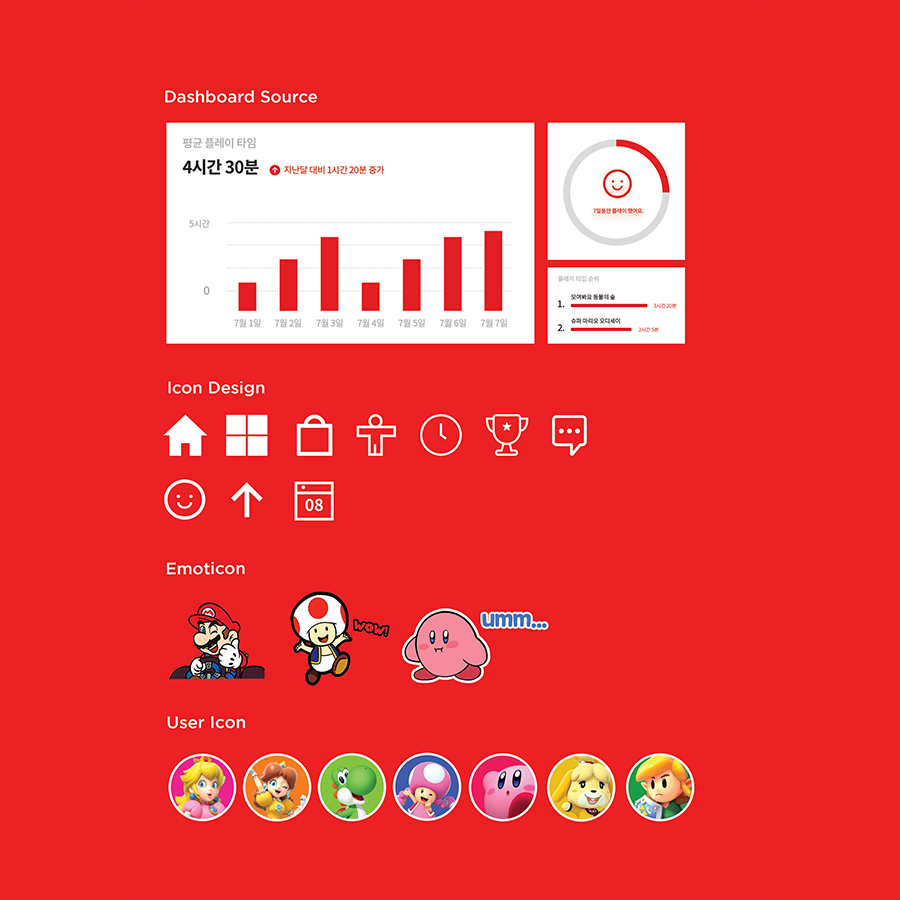 Dashboard Source
평균 플레이 타임
4시간 30분 지난달 대비 1시간 20분 증가
5시간
0
7월 1일 7월 2일 7월 3일 7월 4일 7월 5일 7월 6일 7월 7일
7일동안 플레이 했어요.
플레이 타임 순위
1. 모여봐요 동물의 숲 3시간 20분
2. 슈퍼 마리오 오디세이 2시간 5분
Icon Design
08
Emoticon
M
WOW!
umm...
User Icon